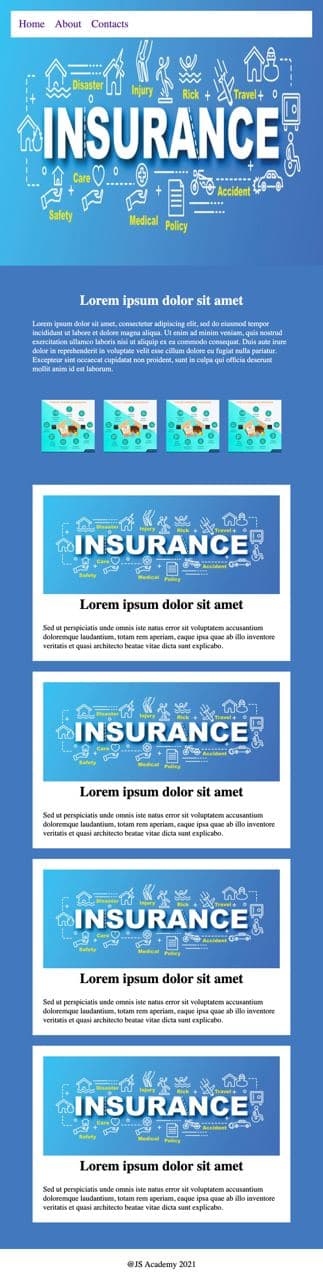 Home About Contacts
Disaster
Injury
Rick
Travel
INSURANCE
Care
Accident
Safety
Medical
Policy
Lorem ipsum dolor sit amet
Lorem ipsum dolor sit amet, consectetur adipiscing elit, sed do eiusmod tempor
incididunt ut labore et dolore magna aliqua. Ut enim ad minim veniam, quis nostrud
exercitation ullamco laboris nisi ut aliquip ex ea commodo consequat. Duis aute irure
dolor in reprehenderit in voluptate velit esse cillum dolore eu fugiat nulla pariatur.
Excepteur sint occaecat cupidatat non proident, sunt in culpa qui officia deserunt
mollit anim id est laborum.
Disaster
Injury
Rick
Travel
INSURANCE
Care
Accident
Safety
Medical
Policy
Lorem ipsum dolor sit amet
Sed ut perspiciatis unde omnis iste natus error sit voluptatem accusantium
doloremque laudantium, totam rem aperiam, eaque ipsa quae ab illo inventore
veritatis et quasi architecto beatae vitae dicta sunt explicabo.
Disaster
Injury
Rick
Travel
INSURANCE
Care
Accident
Safety
Medical
Policy
Lorem ipsum dolor sit amet
Sed ut perspiciatis unde omnis iste natus error sit voluptatem accusantium
doloremque laudantium, totam rem aperiam, eaque ipsa quae ab illo inventore
veritatis et quasi architecto beatae vitae dicta sunt explicabo.
Disaster
Injury
Rick
Travel
INSURANCE
Care
Accident
Safety
Medical
Policy
Lorem ipsum dolor sit amet
Sed ut perspiciatis unde omnis iste natus error sit voluptatem accusantium
doloremque laudantium, totam rem aperiam, eaque ipsa quae ab illo inventore
veritatis et quasi architecto beatae vitae dicta sunt explicabo.
Disaster
Injury
Rick
Travel
INSURANCE
Care
Accident
Safety
Medical
Policy
Lorem ipsum dolor sit amet
Sed ut perspiciatis unde omnis iste natus error sit voluptatem accusantium
doloremque laudantium, totam rem aperiam, eaque ipsa quae ab illo inventore
veritatis et quasi architecto beatae vitae dicta sunt explicabo.
@JS Academy 2021